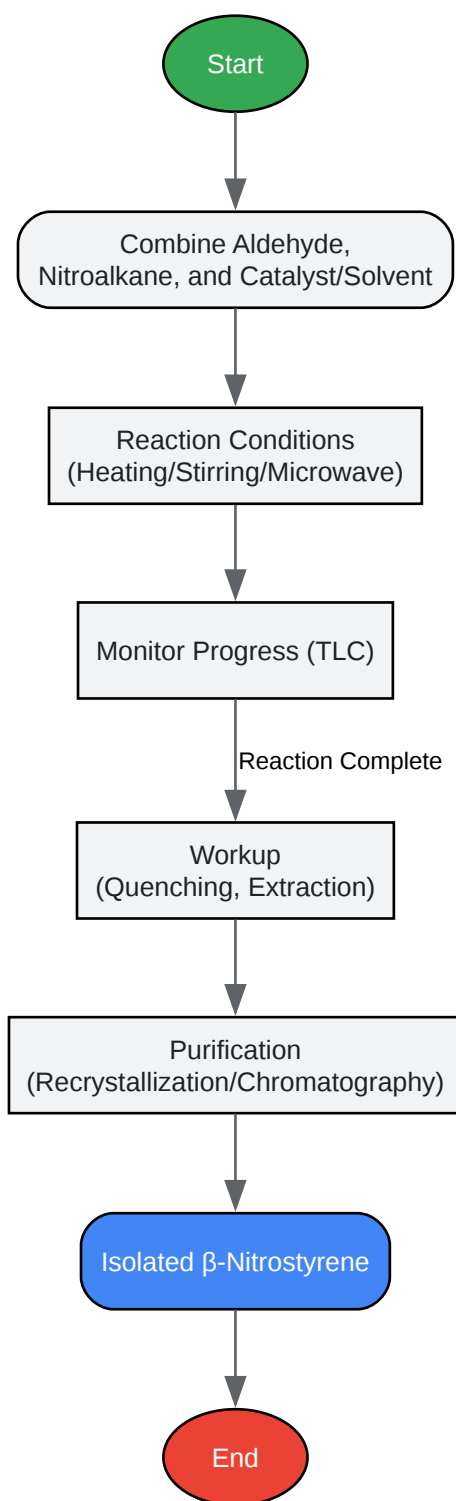 Start
Combine Aldehyde,
Nitroalkane, and Catalyst/Solvent
Reaction Conditions
(Heating/Stirring/Microwave)
Monitor Progress (TLC)
Reaction Complete
Workup
(Quenching, Extraction)
Purification
(Recrystallization/Chromatography)
Isolated β-Nitrostyrene
End